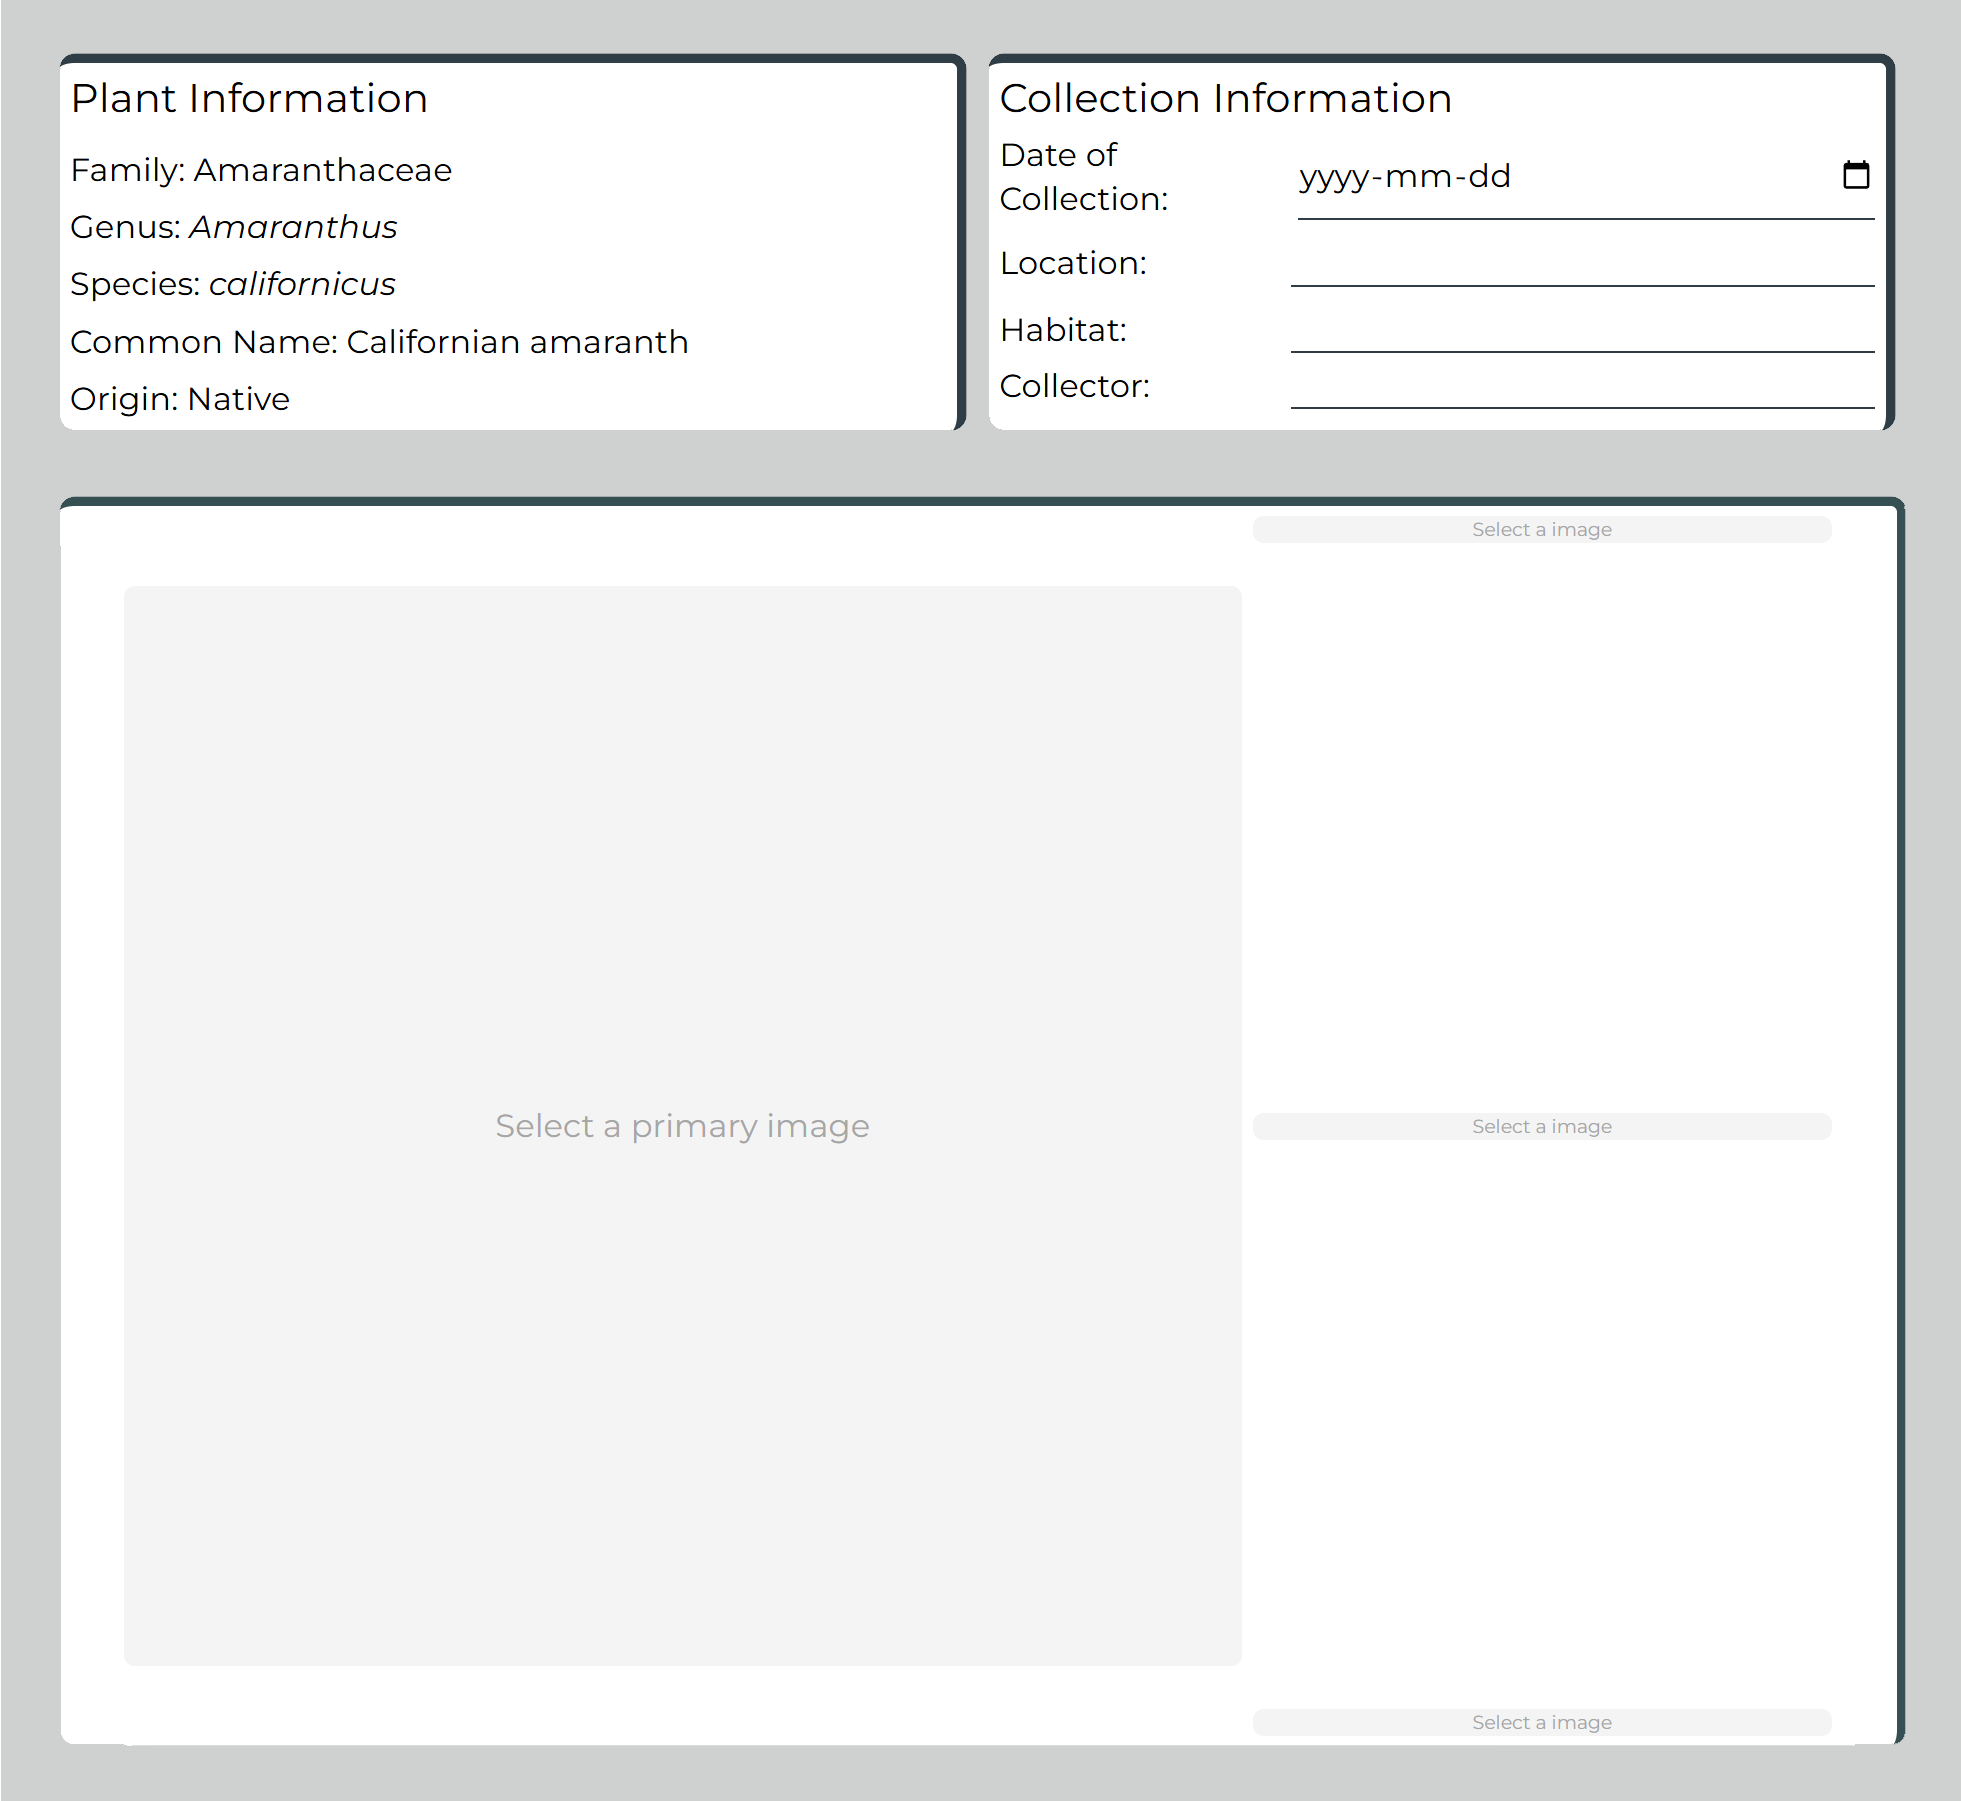 Plant Information
Family: Amaranthaceae
Genus: Amaranthus
Species: californicus
Common Name: Californian amaranth
Origin: Native
Collection Information
Date of
Collection:
yyyy-mm-dd
Location:
Habitat:
Collector:
Select a primary image
Select a image
Select a image
Select a image